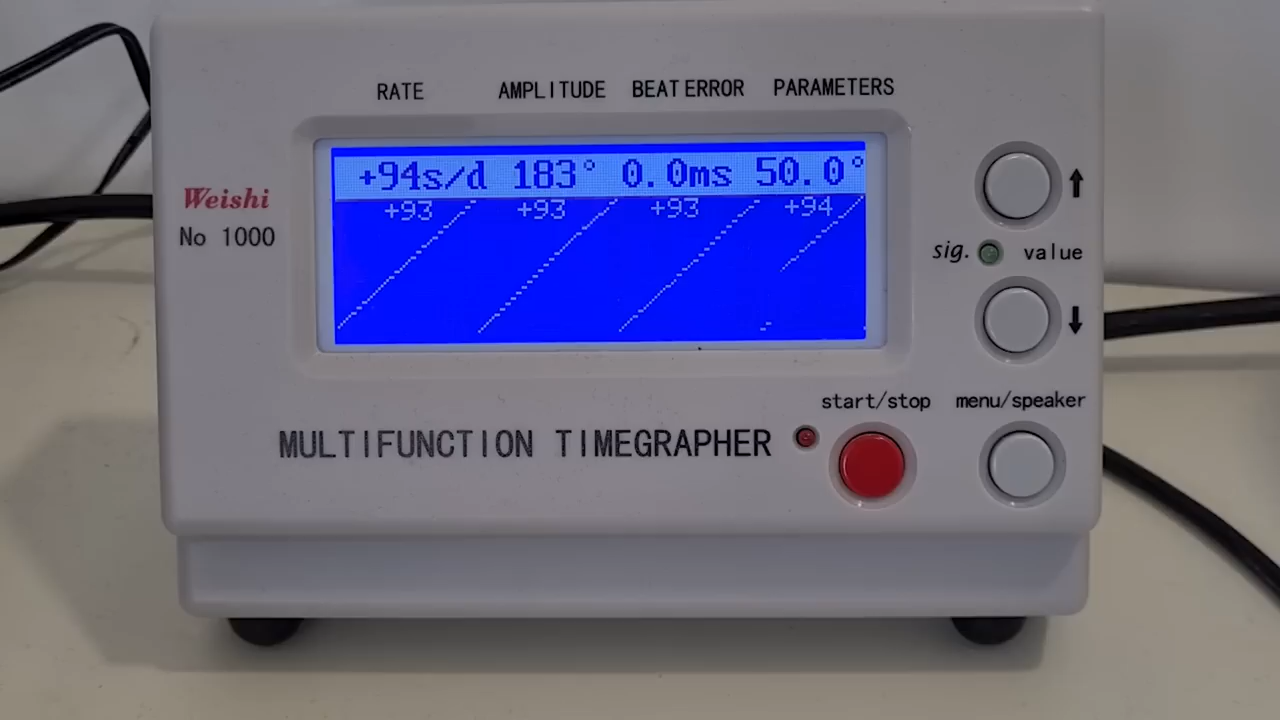 RATE AMPLITUDE BEAT ERROR PARAMETERS
+94s/d 183° 0.0ms 50.0°
+93 +93 +93 +94
Weishi
No 1000
sig. value
start/stop menu/speaker
MULTIFUNCTION TIMEGRAPHER